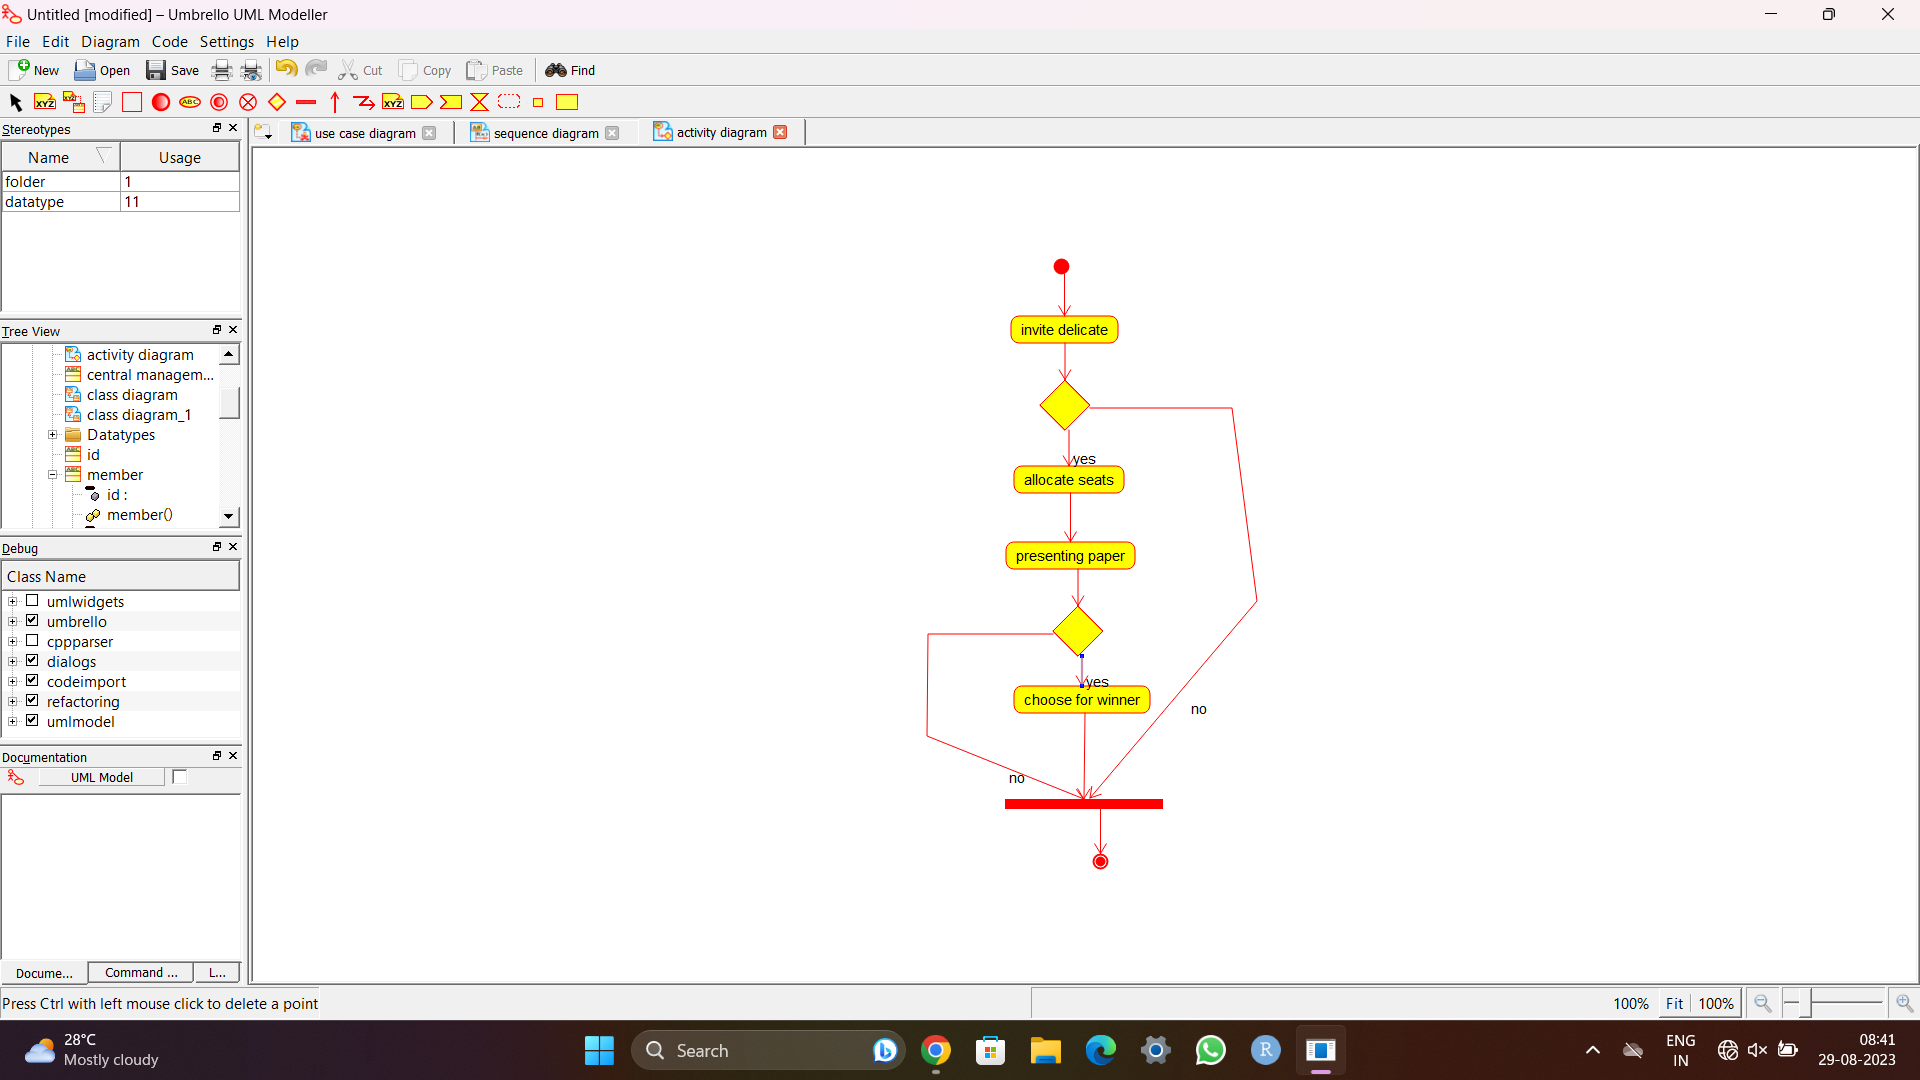 Untitled [modified] – Umbrello UML Modeller
File Edit Diagram Code Settings Help
New Open Save Cut Copy Paste Find
XYZ XYZ ABC XYZ
Stereotypes
Name Usage
folder 1
datatype 11
Tree View
activity diagram
central managem...
class diagram
class diagram_1
Datatypes
id
member
id :
member()
Debug
Class Name
umlwidgets
umbrello
cppparser
dialogs
codeimport
refactoring
umlmodel
Documentation
UML Model
Docume... Command ... L...
use case diagram sequence diagram activity diagram
invite delicate
yes
allocate seats
presenting paper
yes
choose for winner
no
no
Press Ctrl with left mouse click to delete a point
100% Fit 100%
28°C
Mostly cloudy
Search
R
ENG
IN
08:41
29-08-2023